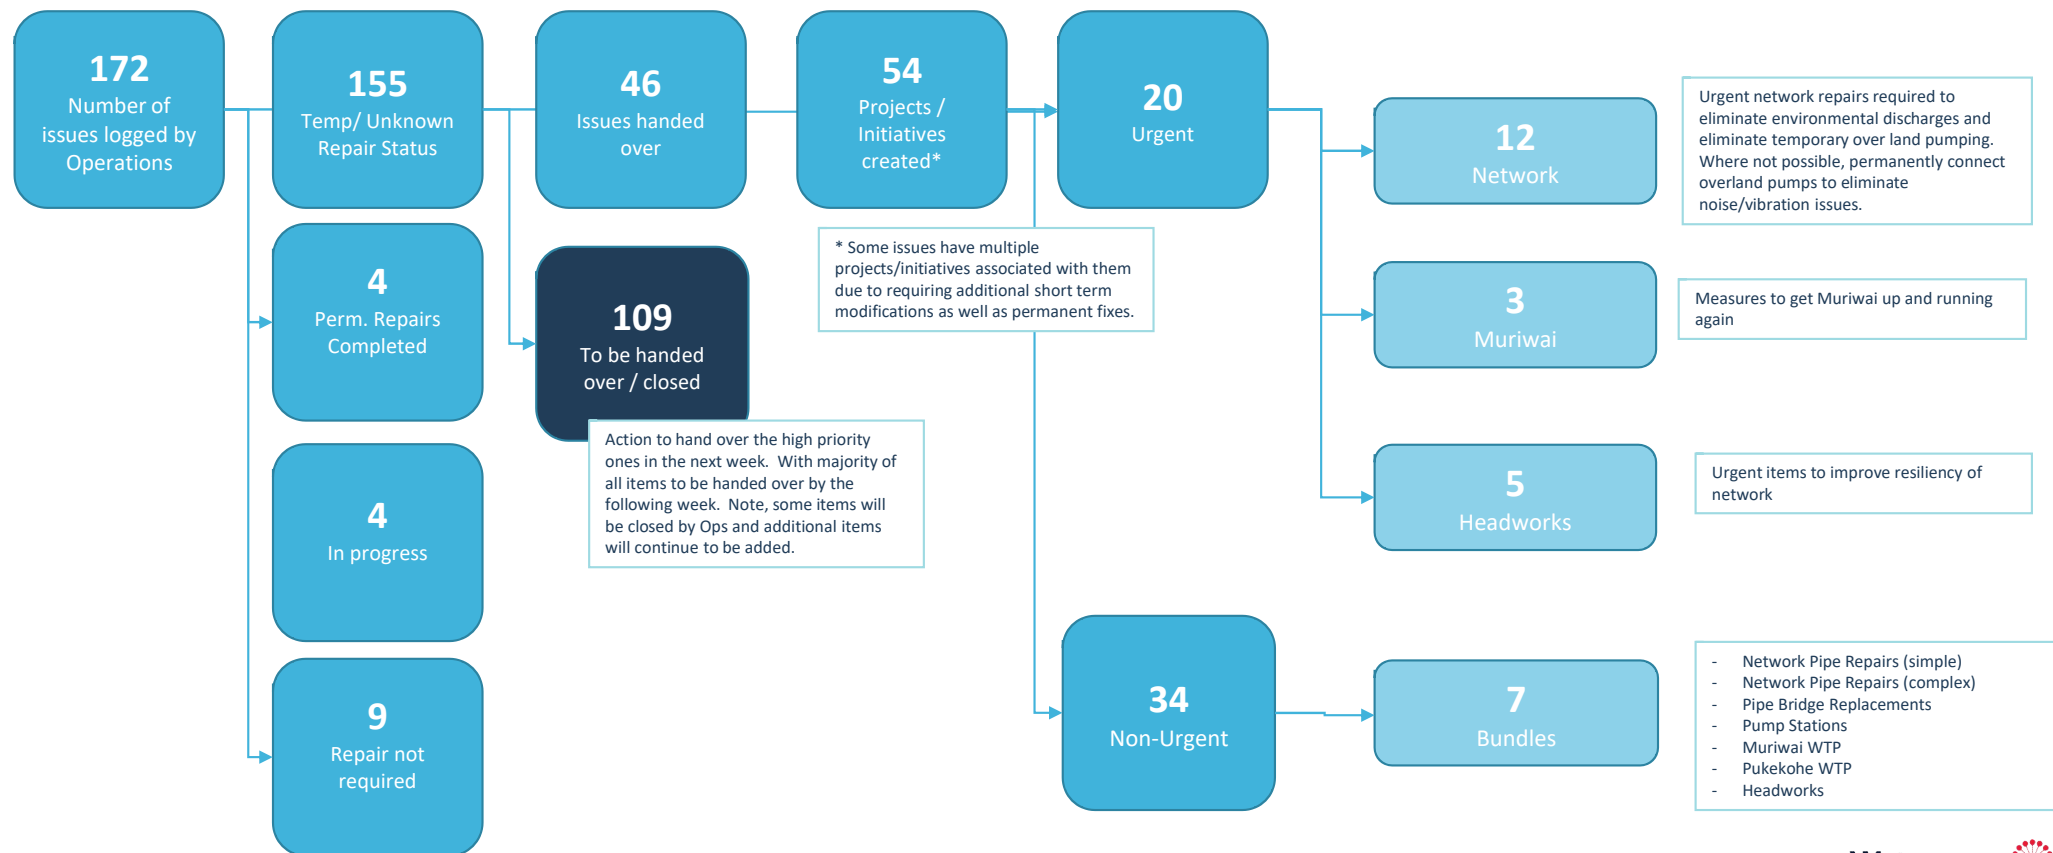 172
Number of
issues logged by
Operations
155
Temp/ Unknown
Repair Status
46
Issues handed
over
54
Projects /
Initiatives
created*
20
Urgent
12
Network
Urgent network repairs required to
eliminate environmental discharges and
eliminate temporary over land pumping.
Where not possible, permanently connect
overland pumps to eliminate
noise/vibration issues.
4
Perm. Repairs
Completed
109
To be handed
over / closed
* Some issues have multiple
projects/initiatives associated with them
due to requiring additional short term
modifications as well as permanent fixes.
3
Muriwai
Measures to get Muriwai up and running
again
Action to hand over the high priority
ones in the next week.  With majority of
all items to be handed over by the
following week.  Note, some items will
be closed by Ops and additional items
will continue to be added.
4
In progress
5
Headworks
Urgent items to improve resiliency of
network
9
Repair not
required
34
Non-Urgent
7
Bundles
- Network Pipe Repairs (simple)
- Network Pipe Repairs (complex)
- Pipe Bridge Replacements
- Pump Stations
- Muriwai WTP
- Pukekohe WTP
- Headworks